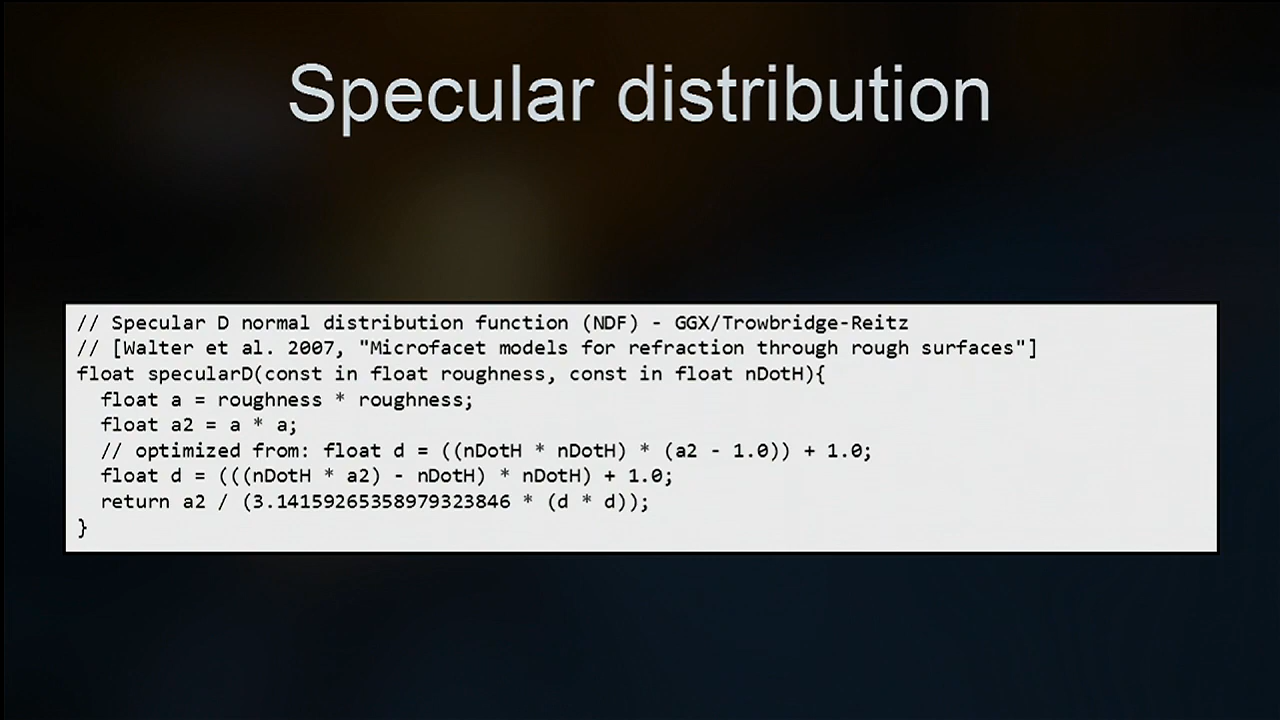 Specular distribution
// Specular D normal distribution function (NDF) - GGX/Trowbridge-Reitz
// [Walter et al. 2007, "Microfacet models for refraction through rough surfaces"]
float specularD(const in float roughness, const in float nDotH){
  float a = roughness * roughness;
  float a2 = a * a;
  // optimized from: float d = ((nDotH * nDotH) * (a2 - 1.0)) + 1.0;
  float d = (((nDotH * a2) - nDotH) * nDotH) + 1.0;
  return a2 / (3.14159265358979323846 * (d * d));
}